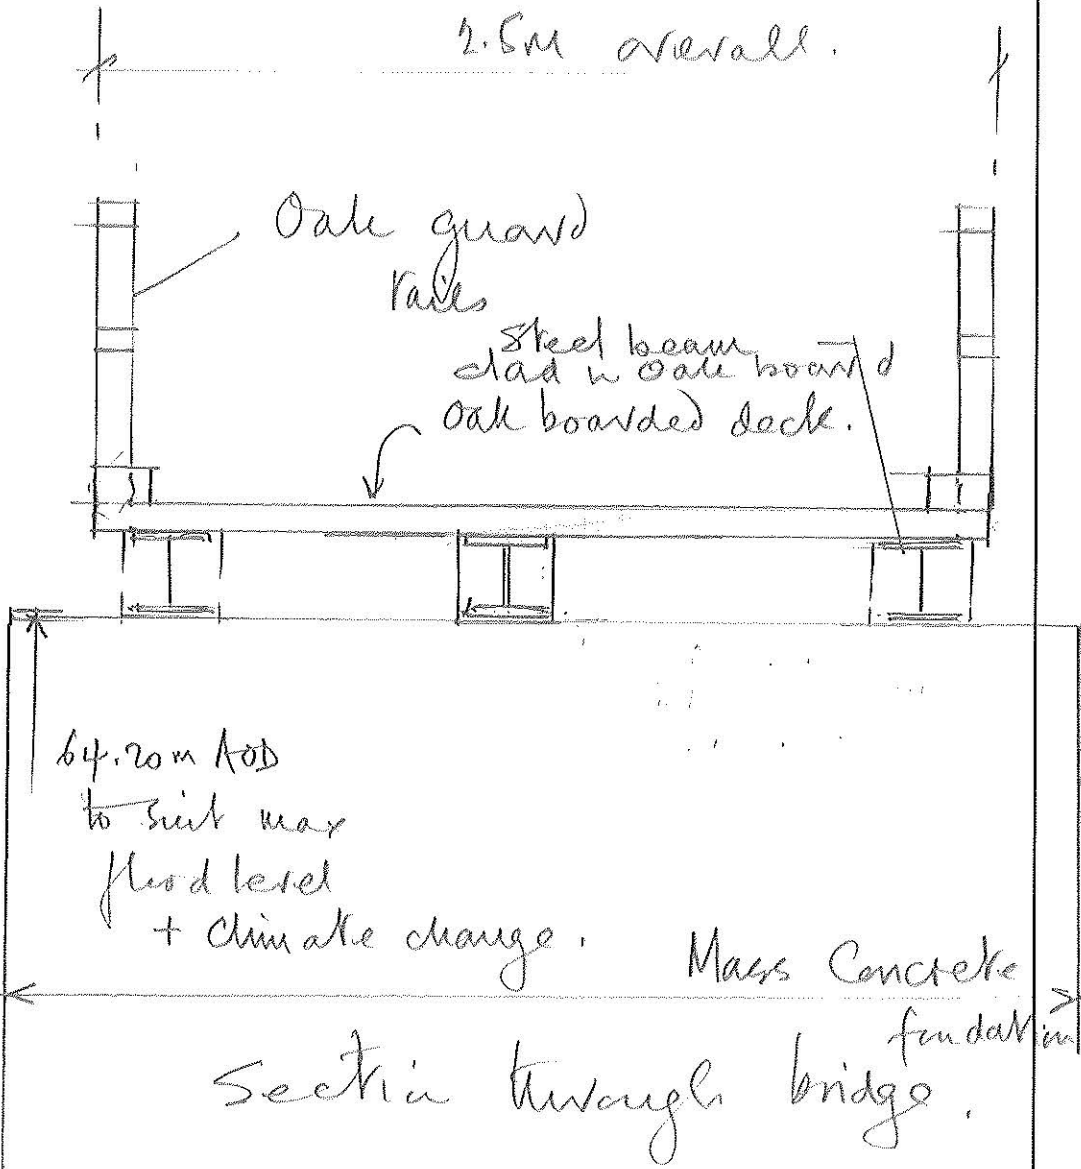 2.5m overall.
Oak guard
rails
Steel beam
clad in Oak board
Oak boarded deck.
64.20m AOD
to suit max
flood level
+ Climate change.
Mass Concrete
foundation
Section through bridge.